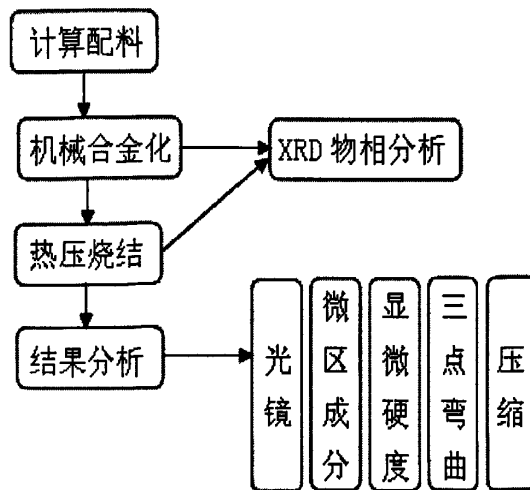 计算配料
机械合金化
XRD 物相分析
热压烧结
结果分析
光镜
微区成分
显微硬度
三点弯曲
压缩